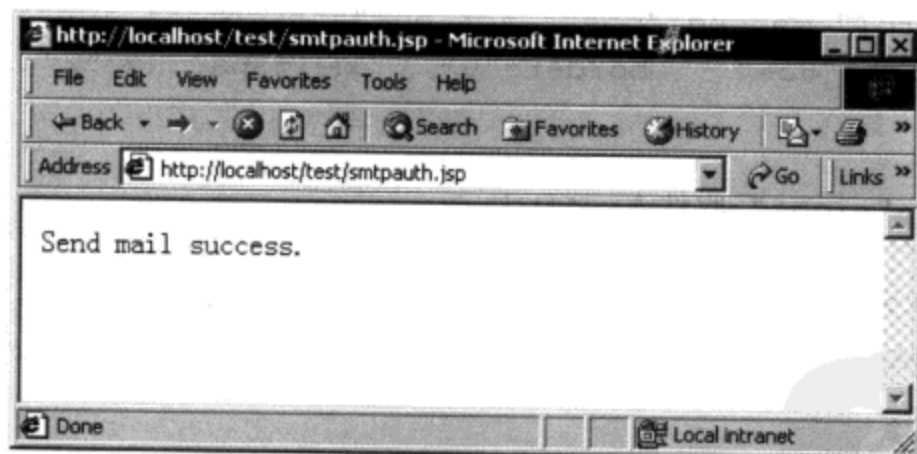 http://localhost/test/smtpauth.jsp - Microsoft Internet Explorer
File Edit View Favorites Tools Help
Back Search Favorites History »
Address http://localhost/test/smtpauth.jsp Go Links »
Send mail success.
Done Local intranet